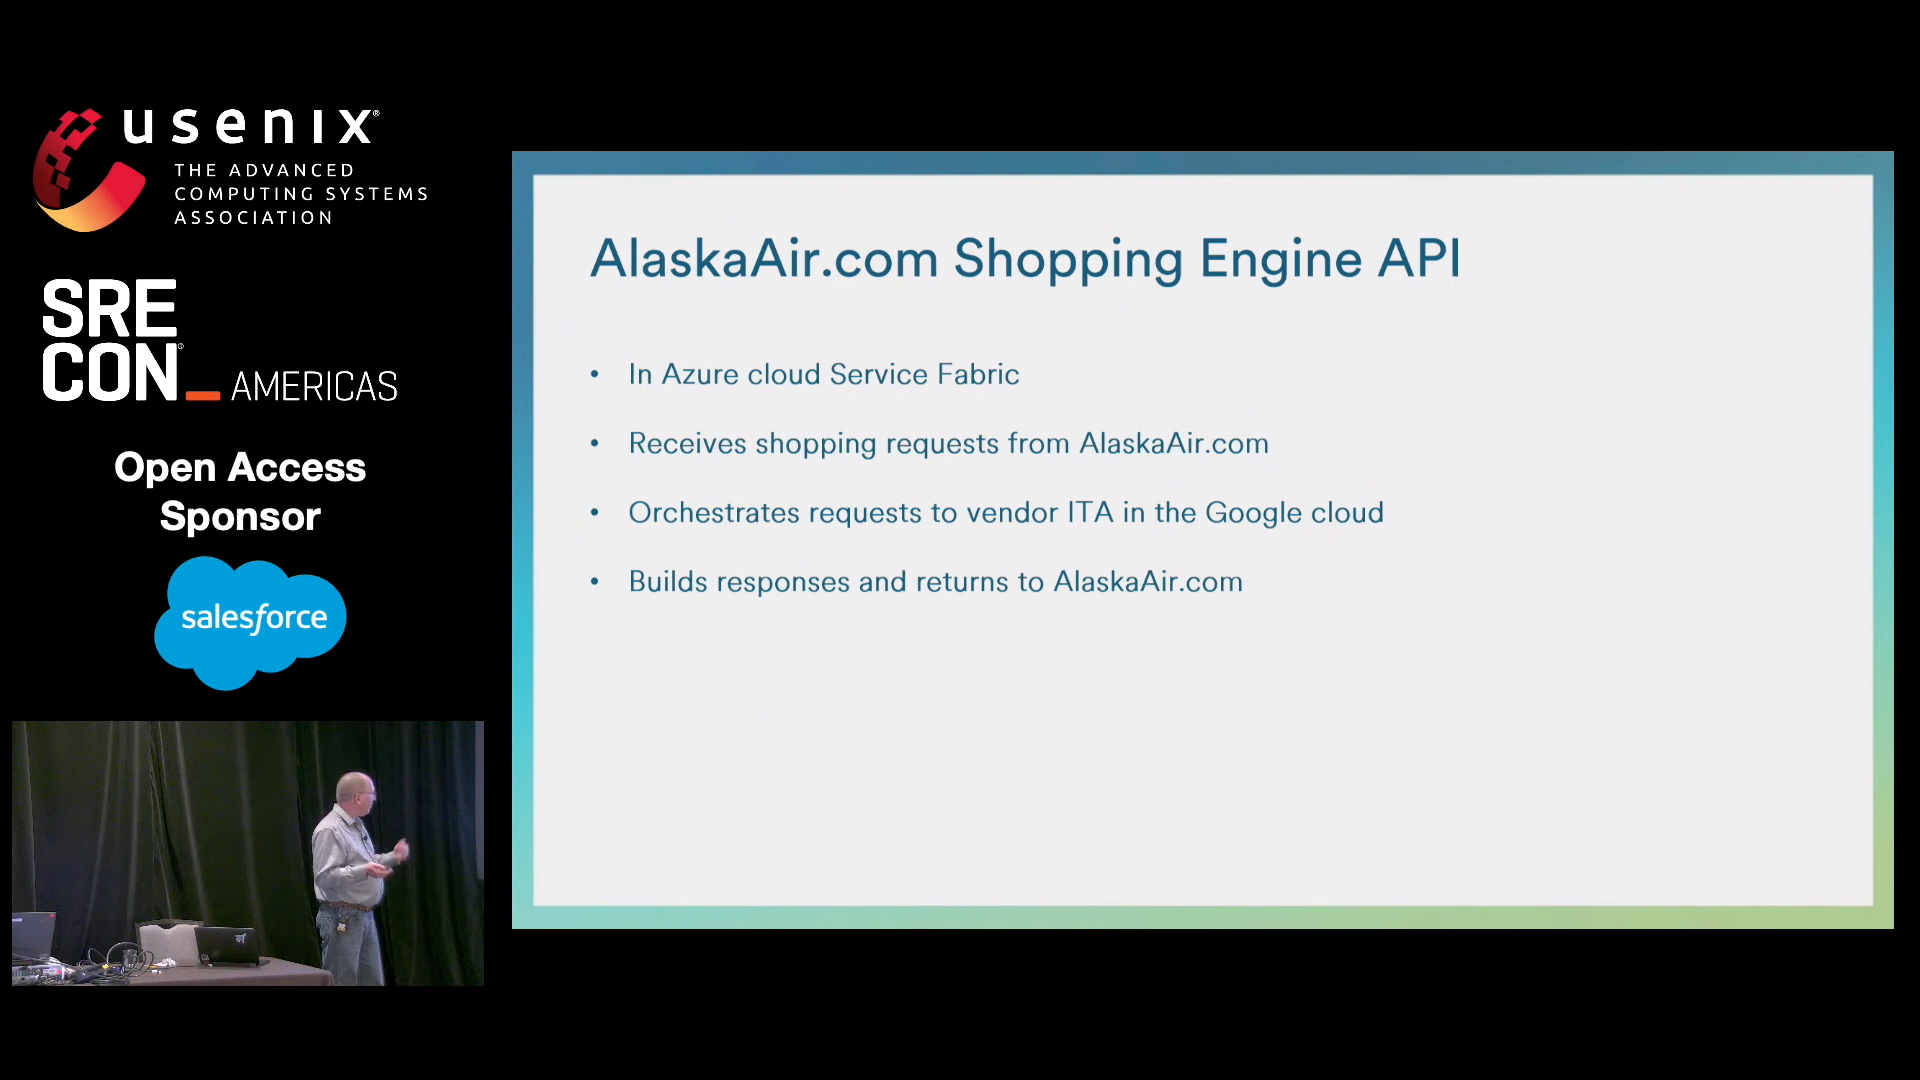 usenix®
THE ADVANCED
COMPUTING SYSTEMS
ASSOCIATION
SRE
CON®_AMERICAS
Open Access
Sponsor
salesforce
AlaskaAir.com Shopping Engine API
• In Azure cloud Service Fabric
• Receives shopping requests from AlaskaAir.com
• Orchestrates requests to vendor ITA in the Google cloud
• Builds responses and returns to AlaskaAir.com